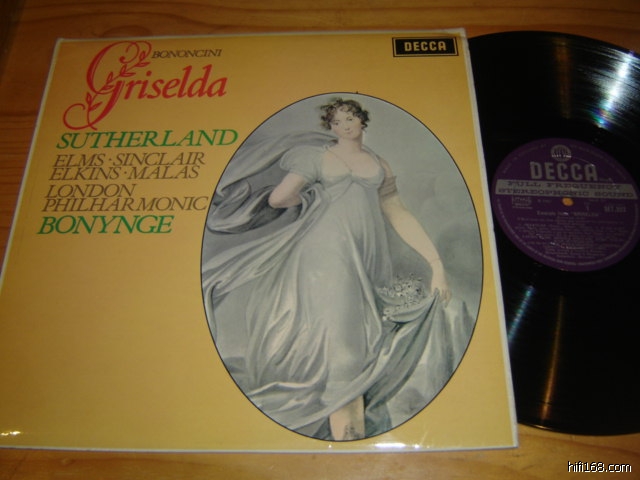 BONONCINI
Griselda
DECCA
SUTHERLAND
ELMS · SINCLAIR
ELKINS · MALAS
LONDON
PHILHARMONIC
BONYNGE
DECCA
FULL FREQUENCY
STEREOPHONIC SOUND
hifi168.com